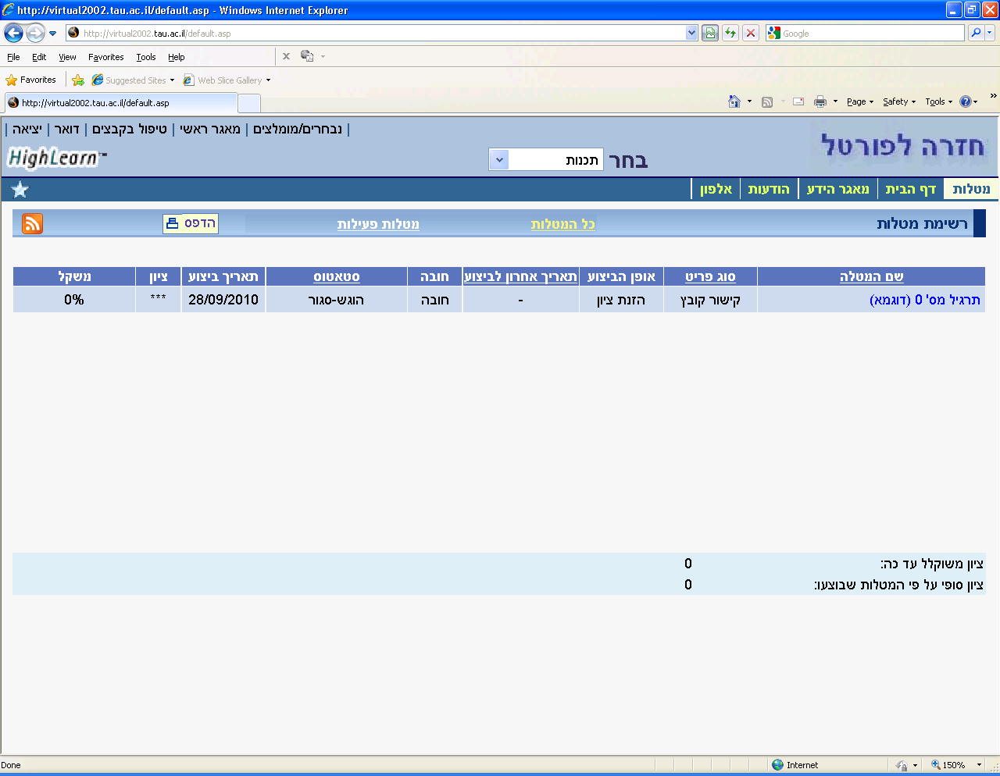 http://virtual2002.tau.ac.il/default.asp - Windows Internet Explorer
http://virtual2002.tau.ac.il/default.asp
Google
File Edit View Favorites Tools Help
X
Favorites Suggested Sites Web Slice Gallery
http://virtual2002.tau.ac.il/default.asp
Page Safety Tools
| נבחרים/מומלצים | מאגר ראשי | טיפול בקבצים | דואר | יציאה |
חזרה לפורטל
בחר תכנות
HighLearn™
מטלות דף הבית מאגר הידע הודעות אלפון
רשימת מטלות כל המטלות מטלות פעילות הדפס
שם המטלה סוג פריט אופן הביצוע תאריך אחרון לביצוע חובה סטאטוס תאריך ביצוע ציון משקל
תרגיל מס' 0 (דוגמא) קישור קובץ הזנת ציון - חובה הוגש-סגור 28/09/2010 *** 0%
ציון משוקלל עד כה: 0
ציון סופי על פי המטלות שבוצעו: 0
Done Internet 150%